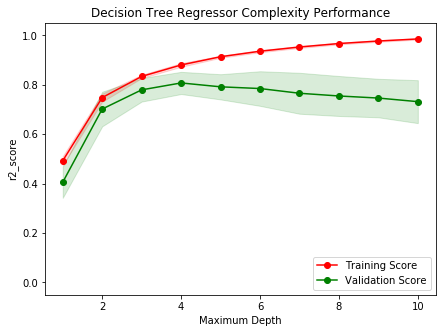 Decision Tree Regressor Complexity Performance
1.0
0.8
0.6
0.4
0.2
0.0
r2_score
2 4 6 8 10
Maximum Depth
Training Score
Validation Score